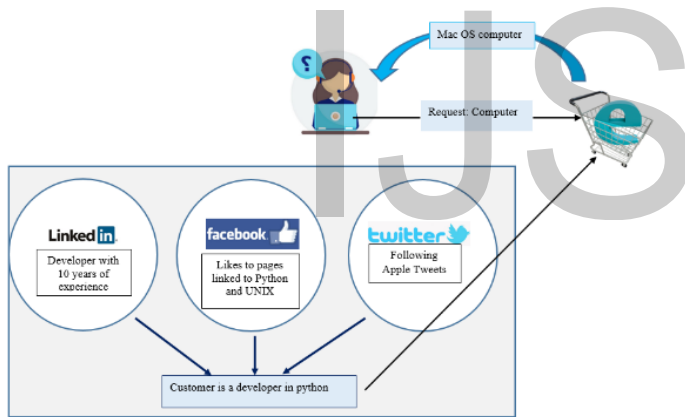 IJS
Mac OS computer
?
Request: Computer
e
Linked in
Developer with
10 years of
experience
facebook
Likes to pages
linked to Python
and UNIX
twitter
Following
Apple Tweets
Customer is a developer in python